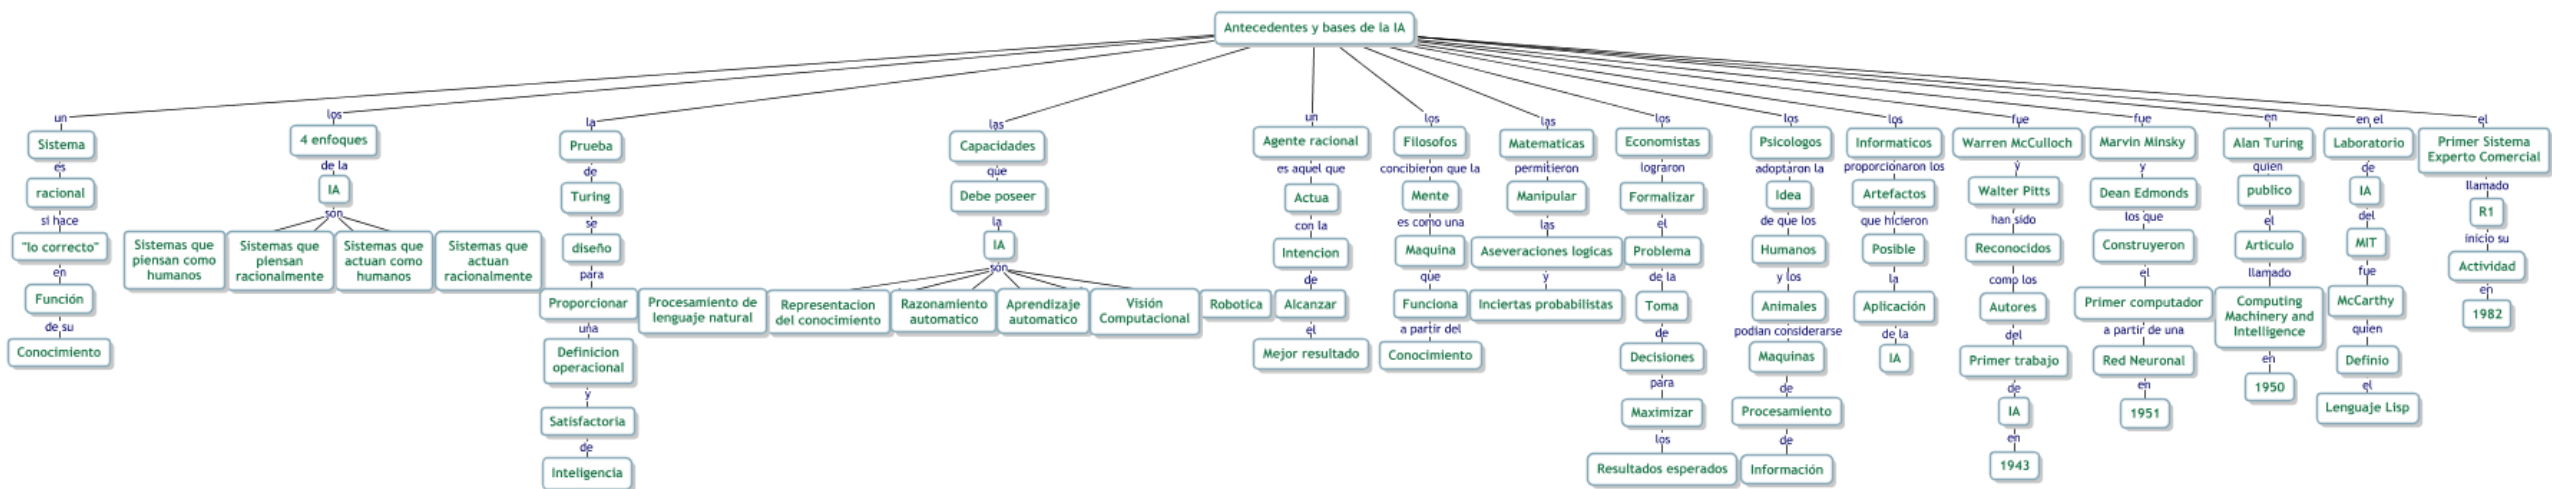 Antecedentes y bases de la IA
un
Sistema
es
racional
si hace
"lo correcto"
en
Función
de su
Conocimiento
los
4 enfoques
de la
IA
son
Sistemas que
piensan como
humanos
Sistemas que
piensan
racionalmente
Sistemas que
actuan como
humanos
Sistemas que
actuan
racionalmente
la
Prueba
de
Turing
se
diseño
para
Proporcionar
una
Definicion
operacional
y
Satisfactoria
de
Inteligencia
las
Capacidades
que
Debe poseer
la
IA
son
Procesamiento de
lenguaje natural
Representacion
del conocimiento
Razonamiento
automatico
Aprendizaje
automatico
Visión
Computacional
Robotica
un
Agente racional
es aquel que
Actua
con la
Intencion
de
Alcanzar
el
Mejor resultado
los
Filosofos
concibieron que la
Mente
es como una
Maquina
que
Funciona
a partir del
Conocimiento
las
Matematicas
permitieron
Manipular
las
Aseveraciones logicas
y
Inciertas probabilistas
los
Economistas
lograron
Formalizar
el
Problema
de la
Toma
de
Decisiones
para
Maximizar
los
Resultados esperados
los
Psicologos
adoptaron la
Idea
de que los
Humanos
y los
Animales
podian considerarse
Maquinas
de
Procesamiento
de
Información
los
Informaticos
proporcionaron los
Artefactos
que hicieron
Posible
la
Aplicación
de la
IA
fue
Warren McCulloch
y
Walter Pitts
han sido
Reconocidos
como los
Autores
del
Primer trabajo
de
IA
en
1943
fue
Marvin Minsky
y
Dean Edmonds
los que
Construyeron
el
Primer computador
a partir de una
Red Neuronal
en
1951
en
Alan Turing
quien
publico
el
Articulo
llamado
Computing
Machinery and
Intelligence
en
1950
en el
Laboratorio
de
IA
del
MIT
fue
McCarthy
quien
Definio
el
Lenguaje Lisp
el
Primer Sistema
Experto Comercial
llamado
R1
inicio su
Actividad
en
1982